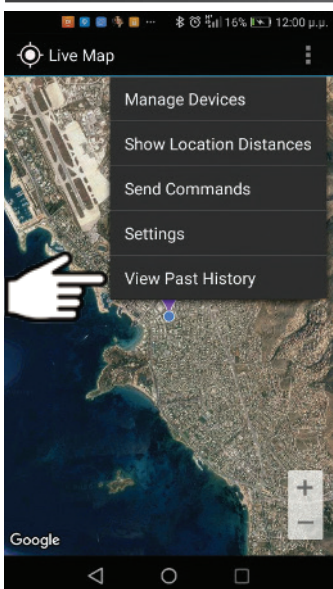 16% 12:00 μ.μ.
Live Map
Manage Devices
Show Location Distances
Send Commands
Settings
View Past History
+
−
Google